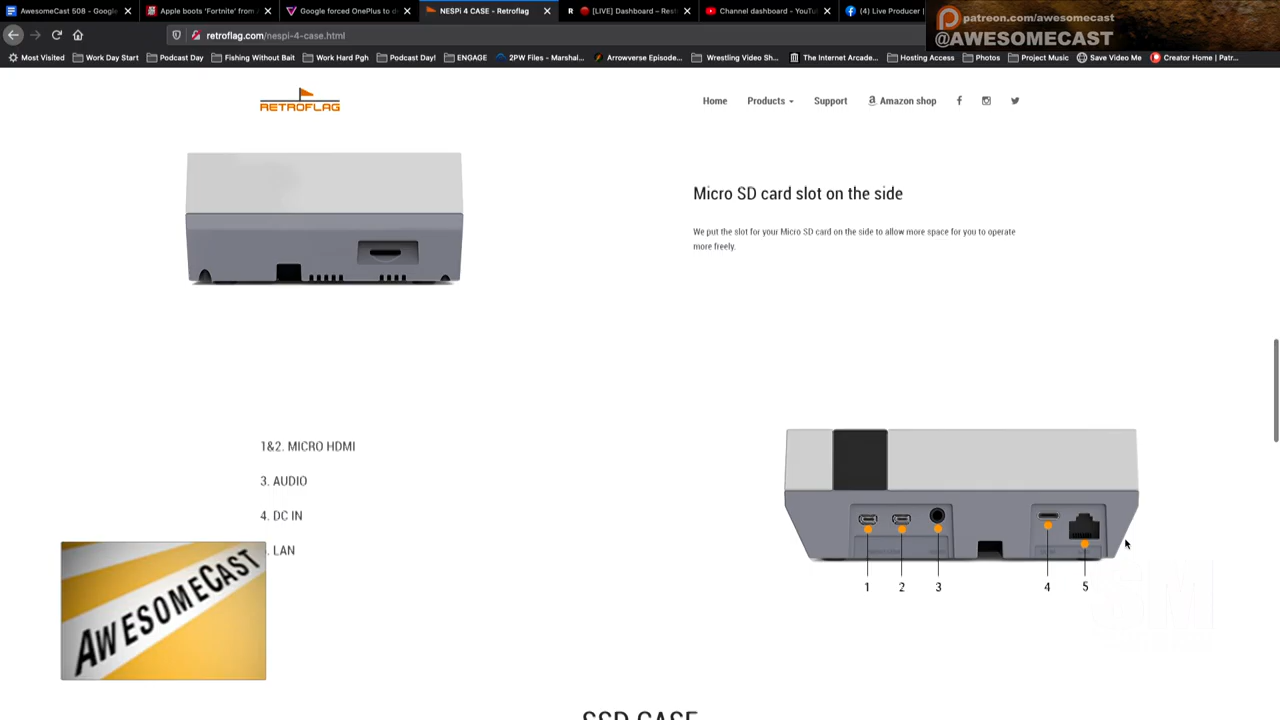 AwesomeCast 508 - Google
Apple boots 'Fortnite' from A
Google forced OnePlus to d
NESPi 4 CASE - Retroflag
R [LIVE] Dashboard – Rest
Channel dashboard - YouTu
(4) Live Producer
patreon.com/awesomecast
@AWESOMECAST
retroflag.com/nespi-4-case.html
Most Visited
Work Day Start
Podcast Day
Fishing Without Bait
Work Hard Pgh
Podcast Day!
ENGAGE
2PW Files - Marshal...
Arrowverse Episode...
Wrestling Video Sh...
The Internet Arcade...
Hosting Access
Photos
Project Music
Save Video Me
Creator Home | Patr...
RETROFLAG
Home
Products
Support
Amazon shop
Micro SD card slot on the side
We put the slot for your Micro SD card on the side to allow more space for you to operate
more freely.
1&2. MICRO HDMI
3. AUDIO
4. DC IN
. LAN
1 2 3 4 5
AWESOMECAST
SSD CASE